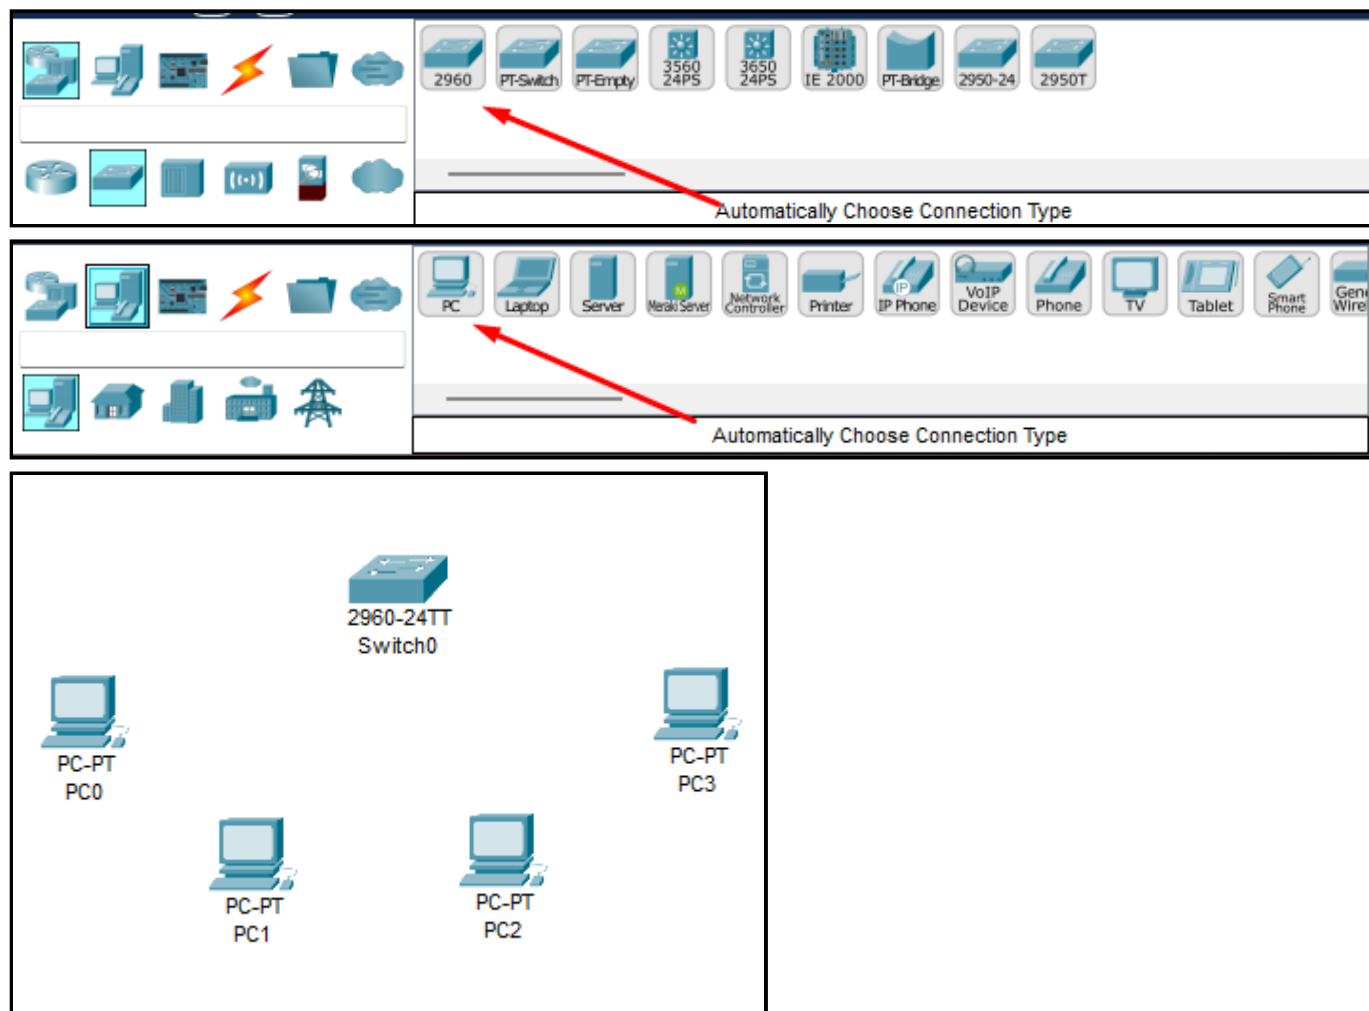 2960 PT-Switch PT-Empty 3560 24PS 3650 24PS IE 2000 PT-Bridge 2950-24 2950T
Automatically Choose Connection Type
PC Laptop Server Meraki Server Network Controller Printer IP Phone VoIP Device Phone TV Tablet Smart Phone Gene Wire
Automatically Choose Connection Type
2960-24TT
Switch0
PC-PT
PC0
PC-PT
PC3
PC-PT
PC1
PC-PT
PC2